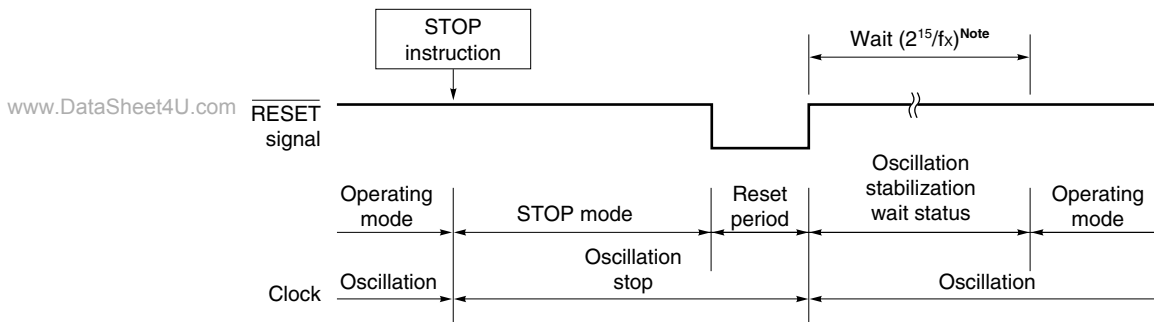 STOP
instruction
Wait (2¹⁵/fx)Note
www.DataSheet4U.com
RESET
signal
Operating
mode
STOP mode
Reset
period
Oscillation
stabilization
wait status
Operating
mode
Clock
Oscillation
Oscillation
stop
Oscillation